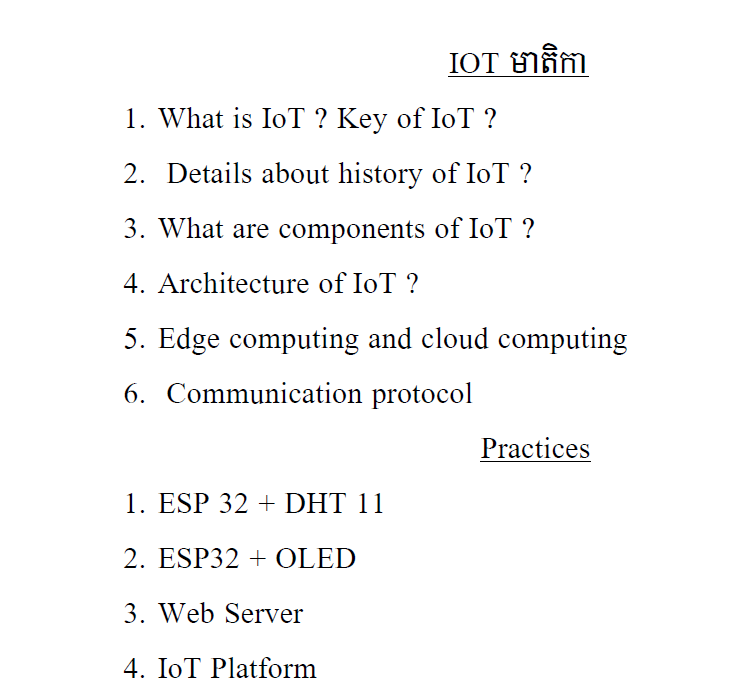 IOT មាតិកា
1. What is IoT ? Key of IoT ?
2. Details about history of IoT ?
3. What are components of IoT ?
4. Architecture of IoT ?
5. Edge computing and cloud computing
6. Communication protocol
Practices
1. ESP 32 + DHT 11
2. ESP32 + OLED
3. Web Server
4. IoT Platform